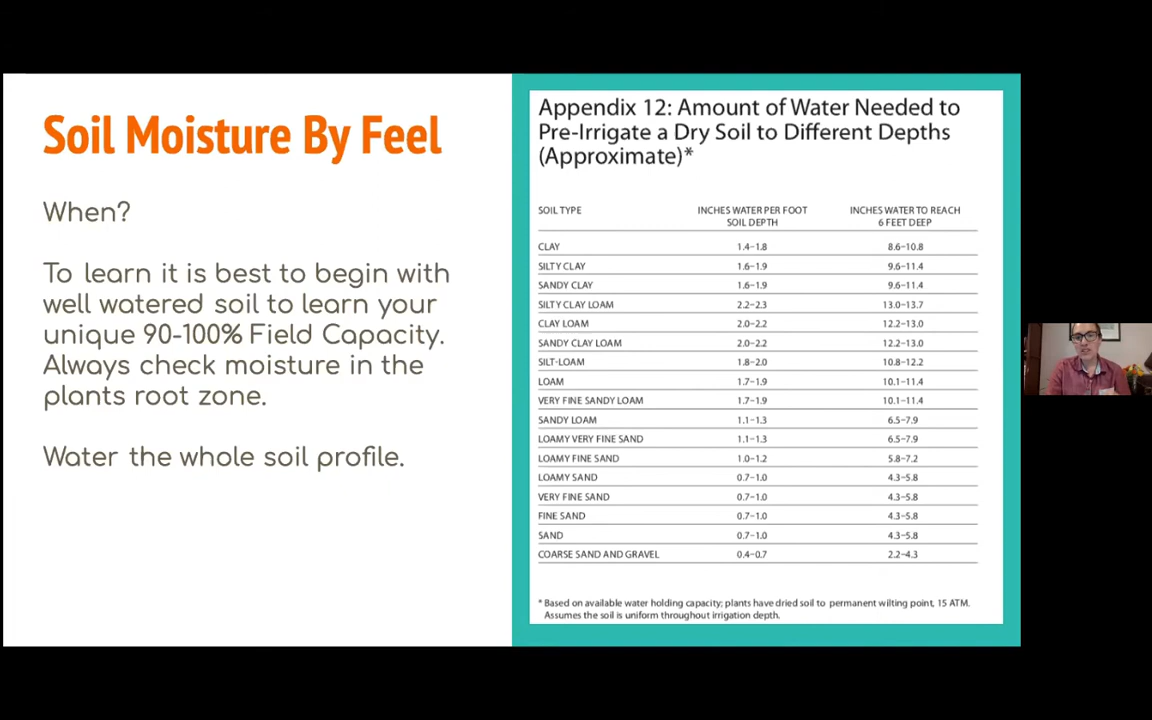 Soil Moisture By Feel
When?
To learn it is best to begin with
well watered soil to learn your
unique 90-100% Field Capacity.
Always check moisture in the
plants root zone.
Water the whole soil profile.
Appendix 12: Amount of Water Needed to
Pre-Irrigate a Dry Soil to Different Depths
(Approximate)*
SOIL TYPE INCHES WATER PER FOOT INCHES WATER TO REACH
SOIL DEPTH 6 FEET DEEP
CLAY 1.4–1.8 8.6–10.8
SILTY CLAY 1.6–1.9 9.6–11.4
SANDY CLAY 1.6–1.9 9.6–11.4
SILTY CLAY LOAM 2.2–2.3 13.0–13.7
CLAY LOAM 2.0–2.2 12.2–13.0
SANDY CLAY LOAM 2.0–2.2 12.2–13.0
SILT-LOAM 1.8–2.0 10.8–12.2
LOAM 1.7–1.9 10.1–11.4
VERY FINE SANDY LOAM 1.7–1.9 10.1–11.4
SANDY LOAM 1.1–1.3 6.5–7.9
LOAMY VERY FINE SAND 1.1–1.3 6.5–7.9
LOAMY FINE SAND 1.0–1.2 5.8–7.2
LOAMY SAND 0.7–1.0 4.3–5.8
VERY FINE SAND 0.7–1.0 4.3–5.8
FINE SAND 0.7–1.0 4.3–5.8
SAND 0.7–1.0 4.3–5.8
COARSE SAND AND GRAVEL 0.4–0.7 2.2–4.3
* Based on available water holding capacity; plants have dried soil to permanent wilting point, 15 ATM.
Assumes the soil is uniform throughout irrigation depth.